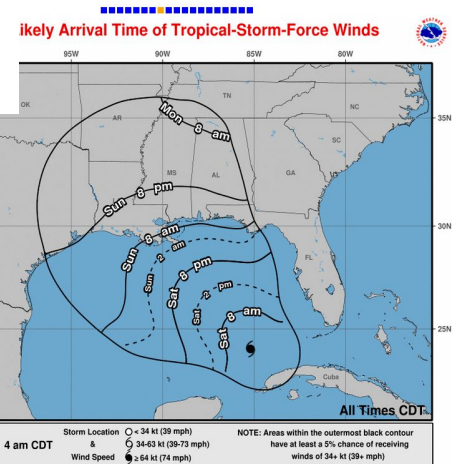 ikely Arrival Time of Tropical-Storm-Force Winds
95W 90W 85W 80W
OK
TN
NC
AR
35N
Mon 8 am
SC
MS
AL
GA
Sun 8 pm
30N
Sun 8 am
Sun 2 am
FL
Sat 8 pm
Sat 2 pm
Sat 8 am
25N
Cuba
All Times CDT
4 am CDT
Storm Location
&
Wind Speed
< 34 kt (39 mph)
34-63 kt (39-73 mph)
≥ 64 kt (74 mph)
NOTE: Areas within the outermost black contour
have at least a 5% chance of receiving
winds of 34+ kt (39+ mph)